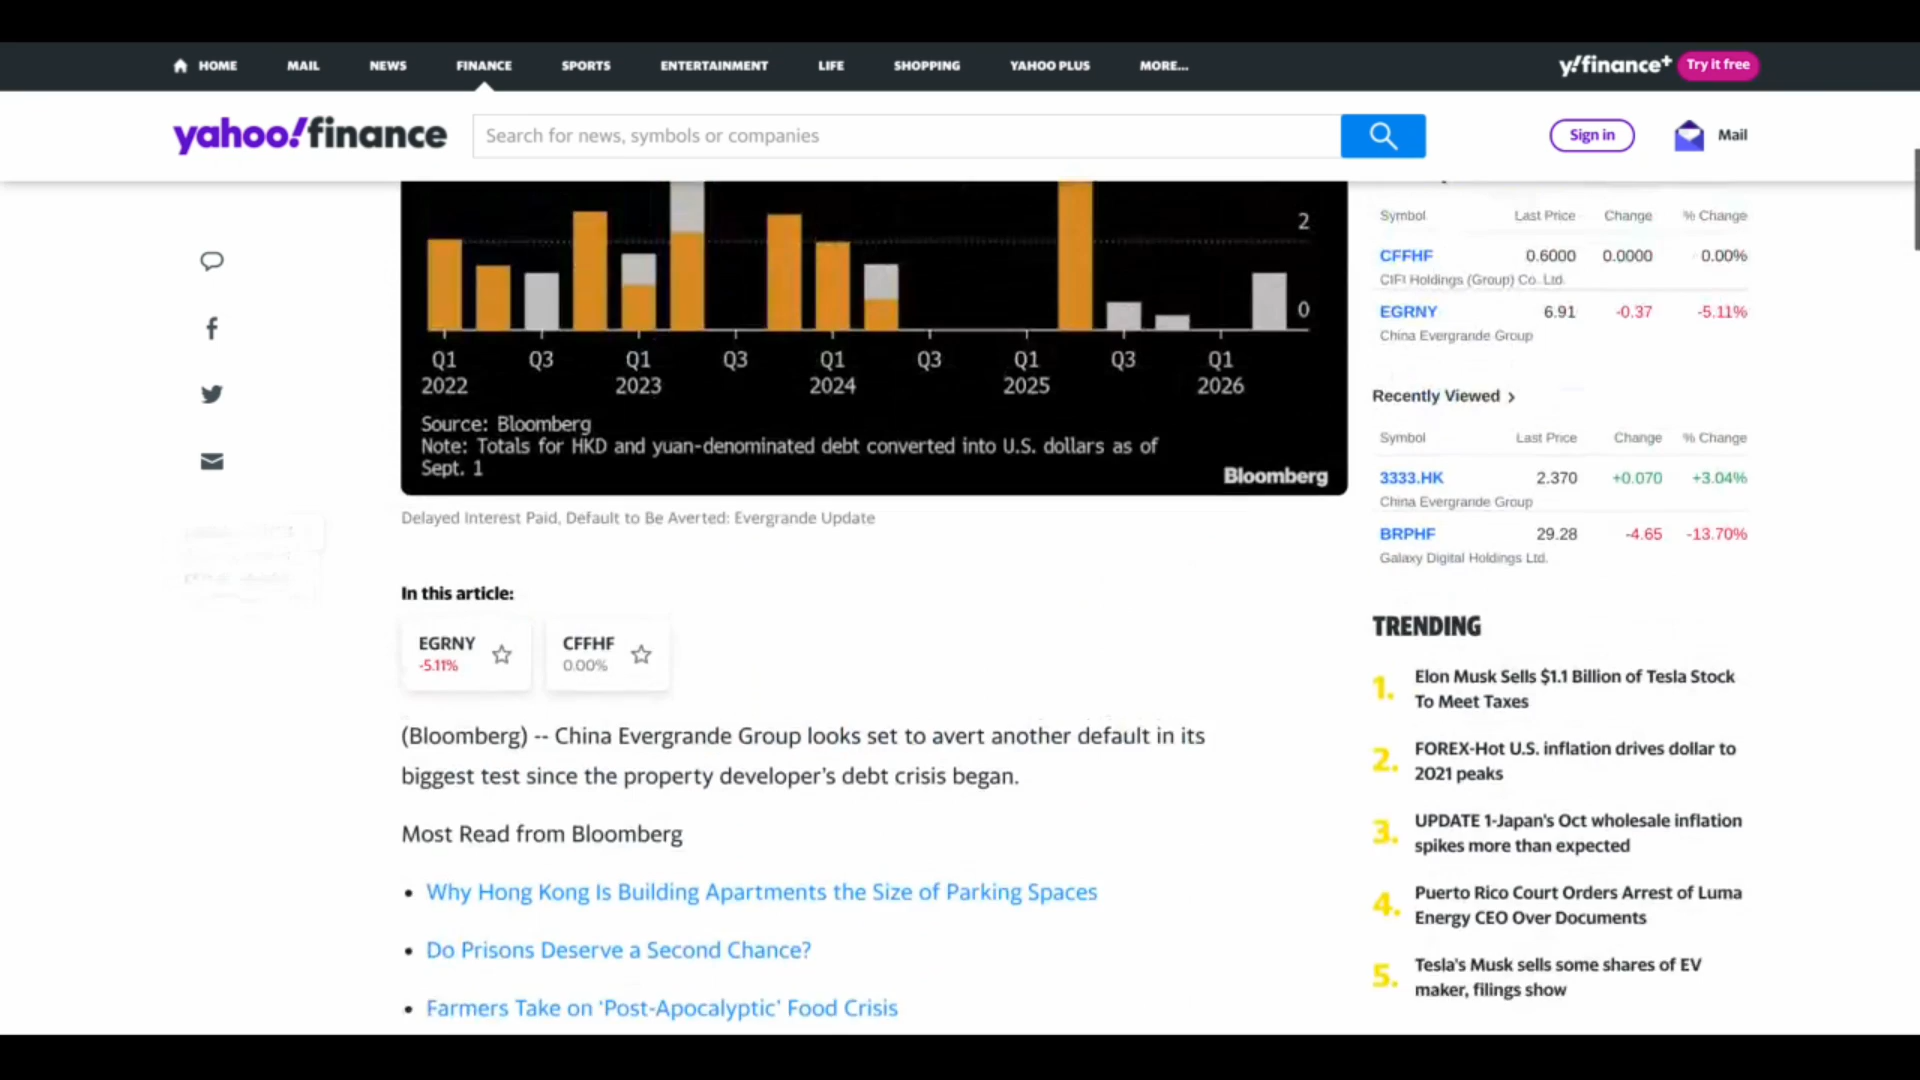 HOME MAIL NEWS FINANCE SPORTS ENTERTAINMENT LIFE SHOPPING YAHOO PLUS MORE... y!finance+ Try it free
yahoo!finance Search for news, symbols or companies Sign in Mail
2
0
Q1 Q3 Q1 Q3 Q1 Q3 Q1 Q3 Q1
2022 2023 2024 2025 2026
Source: Bloomberg
Note: Totals for HKD and yuan-denominated debt converted into U.S. dollars as of
Sept. 1
Bloomberg
Delayed Interest Paid, Default to Be Averted: Evergrande Update
In this article:
EGRNY CFFHF
-5.11% 0.00%
(Bloomberg) -- China Evergrande Group looks set to avert another default in its
biggest test since the property developer's debt crisis began.
Most Read from Bloomberg
• Why Hong Kong Is Building Apartments the Size of Parking Spaces
• Do Prisons Deserve a Second Chance?
• Farmers Take on 'Post-Apocalyptic' Food Crisis
Symbol Last Price Change % Change
CFFHF 0.6000 0.0000 0.00%
CIFI Holdings (Group) Co. Ltd.
EGRNY 6.91 -0.37 -5.11%
China Evergrande Group
Recently Viewed >
Symbol Last Price Change % Change
3333.HK 2.370 +0.070 +3.04%
China Evergrande Group
BRPHF 29.28 -4.65 -13.70%
Galaxy Digital Holdings Ltd.
TRENDING
1. Elon Musk Sells $1.1 Billion of Tesla Stock
To Meet Taxes
2. FOREX-Hot U.S. inflation drives dollar to
2021 peaks
3. UPDATE 1-Japan's Oct wholesale inflation
spikes more than expected
4. Puerto Rico Court Orders Arrest of Luma
Energy CEO Over Documents
5. Tesla's Musk sells some shares of EV
maker, filings show